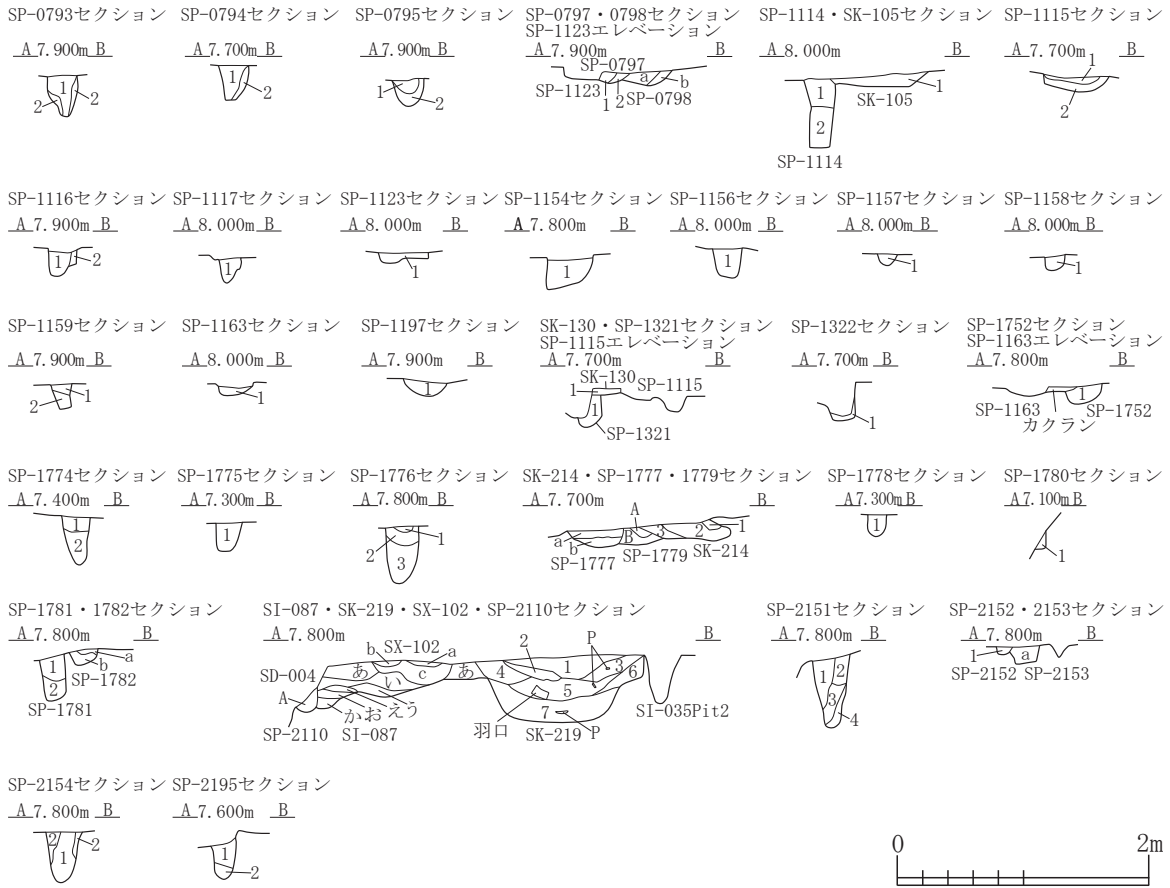 SP-0793セクション SP-0794セクション SP-0795セクション SP-0797・0798セクション SP-1114・SK-105セクション SP-1115セクション
SP-1123エレベーション
A 7.900m B A 7.700m B A 7.900m B A 7.900m B A 8.000m B A 7.700m B
1 2 2
1 2
1 2
SP-0797 a b SP-1123 1 2 SP-0798
1 2 SP-1114 SK-105 1
1 2
SP-1116セクション SP-1117セクション SP-1123セクション SP-1154セクション SP-1156セクション SP-1157セクション SP-1158セクション
A 7.900m B A 8.000m B A 8.000m B A 7.800m B A 8.000m B A 8.000m B A 8.000m B
1 2 1 1 1 1 1 1
SP-1159セクション SP-1163セクション SP-1197セクション SK-130・SP-1321セクション SP-1322セクション SP-1752セクション
SP-1115エレベーション SP-1163エレベーション
A 7.900m B A 8.000m B A 7.900m B A 7.700m B A 7.700m B A 7.800m B
2 1
1
1
1 SK-130 SP-1115 1 SP-1321
1
SP-1163 カクラン 1 SP-1752
SP-1774セクション SP-1775セクション SP-1776セクション SK-214・SP-1777・1779セクション SP-1778セクション SP-1780セクション
A 7.400m B A 7.300m B A 7.800m B A 7.700m B A 7.300m B A 7.100m B
1 2
1
2 1 3
A a b B 3 2 1 SP-1777 SP-1779 SK-214
1
1
SP-1781・1782セクション SI-087・SK-219・SX-102・SP-2110セクション SP-2151セクション SP-2152・2153セクション
A 7.800m B A 7.800m B A 7.800m B A 7.800m B
1 2 a b SP-1782 SP-1781
b SX-102 a 2 P
SD-004 あ い c あ 4 1 3 6
A 5
かおえう 7 P SI-035Pit2
SP-2110 SI-087 羽口 SK-219
1 2 3 4
1 a SP-2152 SP-2153
SP-2154セクション SP-2195セクション
A 7.800m B A 7.600m B
2 1 2
1 2
0 2m